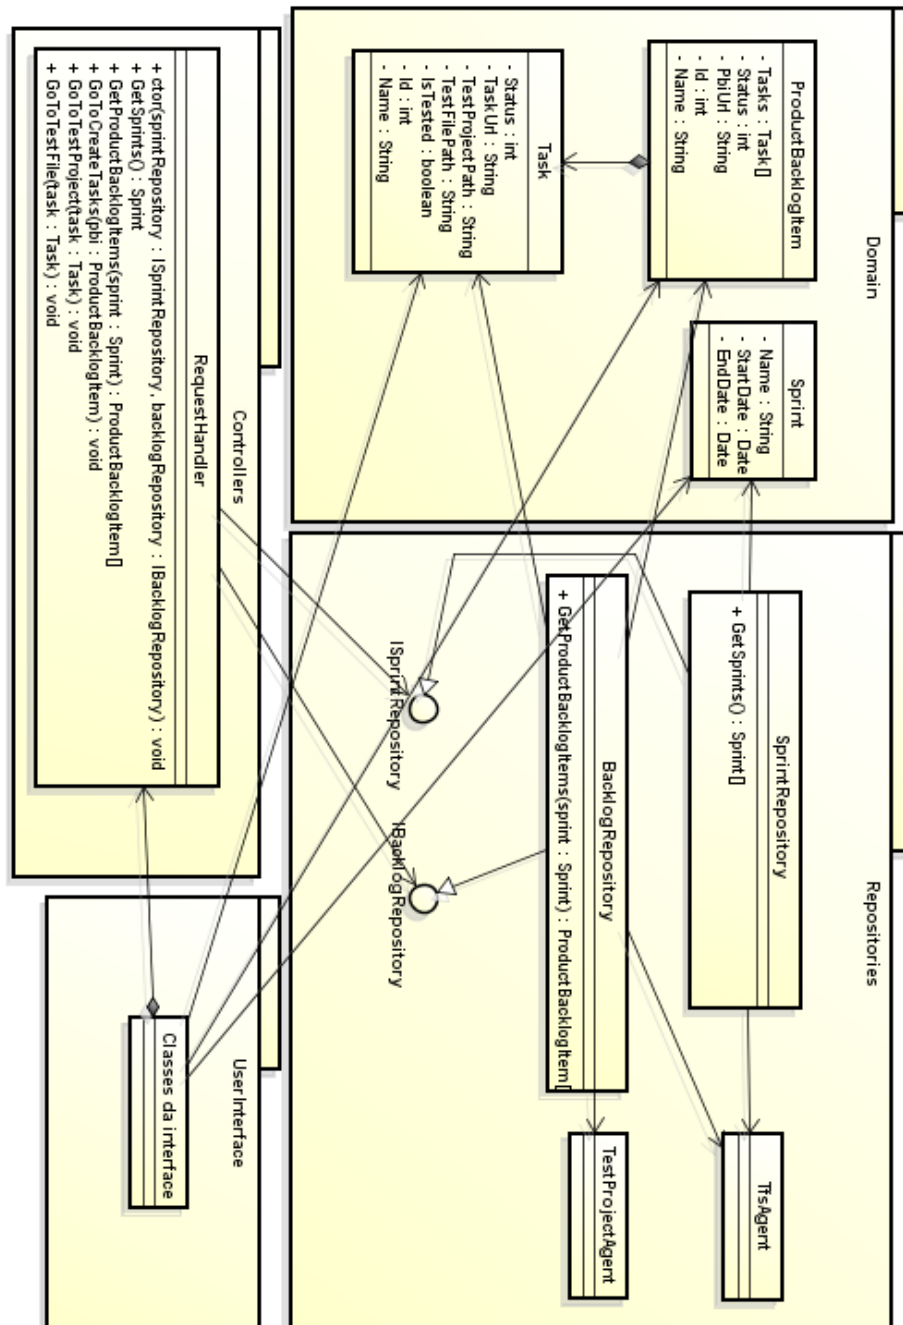 Domain
ProductBacklogItem
- Tasks : Task[]
- Status : int
- PbiUrl : String
- Id : int
- Name : String
Task
- Status : int
- TaskUrl : String
- TestProjectPath : String
- TestFilePath : String
- IsTested : boolean
- Id : int
- Name : String
Sprint
- Name : String
- StartDate : Date
- EndDate : Date
Repositories
SprintRepository
+ GetSprints() : Sprint[]
BacklogRepository
+ GetProductBacklogItems(sprint : Sprint) : ProductBacklogItem[]
ISprintRepository
IBacklogRepository
TfsAgent
TestProjectAgent
Controllers
RequestHandler
+ ctor(sprintRepository : ISprintRepository, backlogRepository : IBacklogRepository) : void
+ GetSprints() : Sprint
+ GetProductBacklogItems(sprint : Sprint) : ProductBacklogItem[]
+ GoToCreateTasks(pbi : ProductBacklogItem) : void
+ GoToTestProject(task : Task) : void
+ GoToTestFile(task : Task) : void
UserInterface
Classes da interface